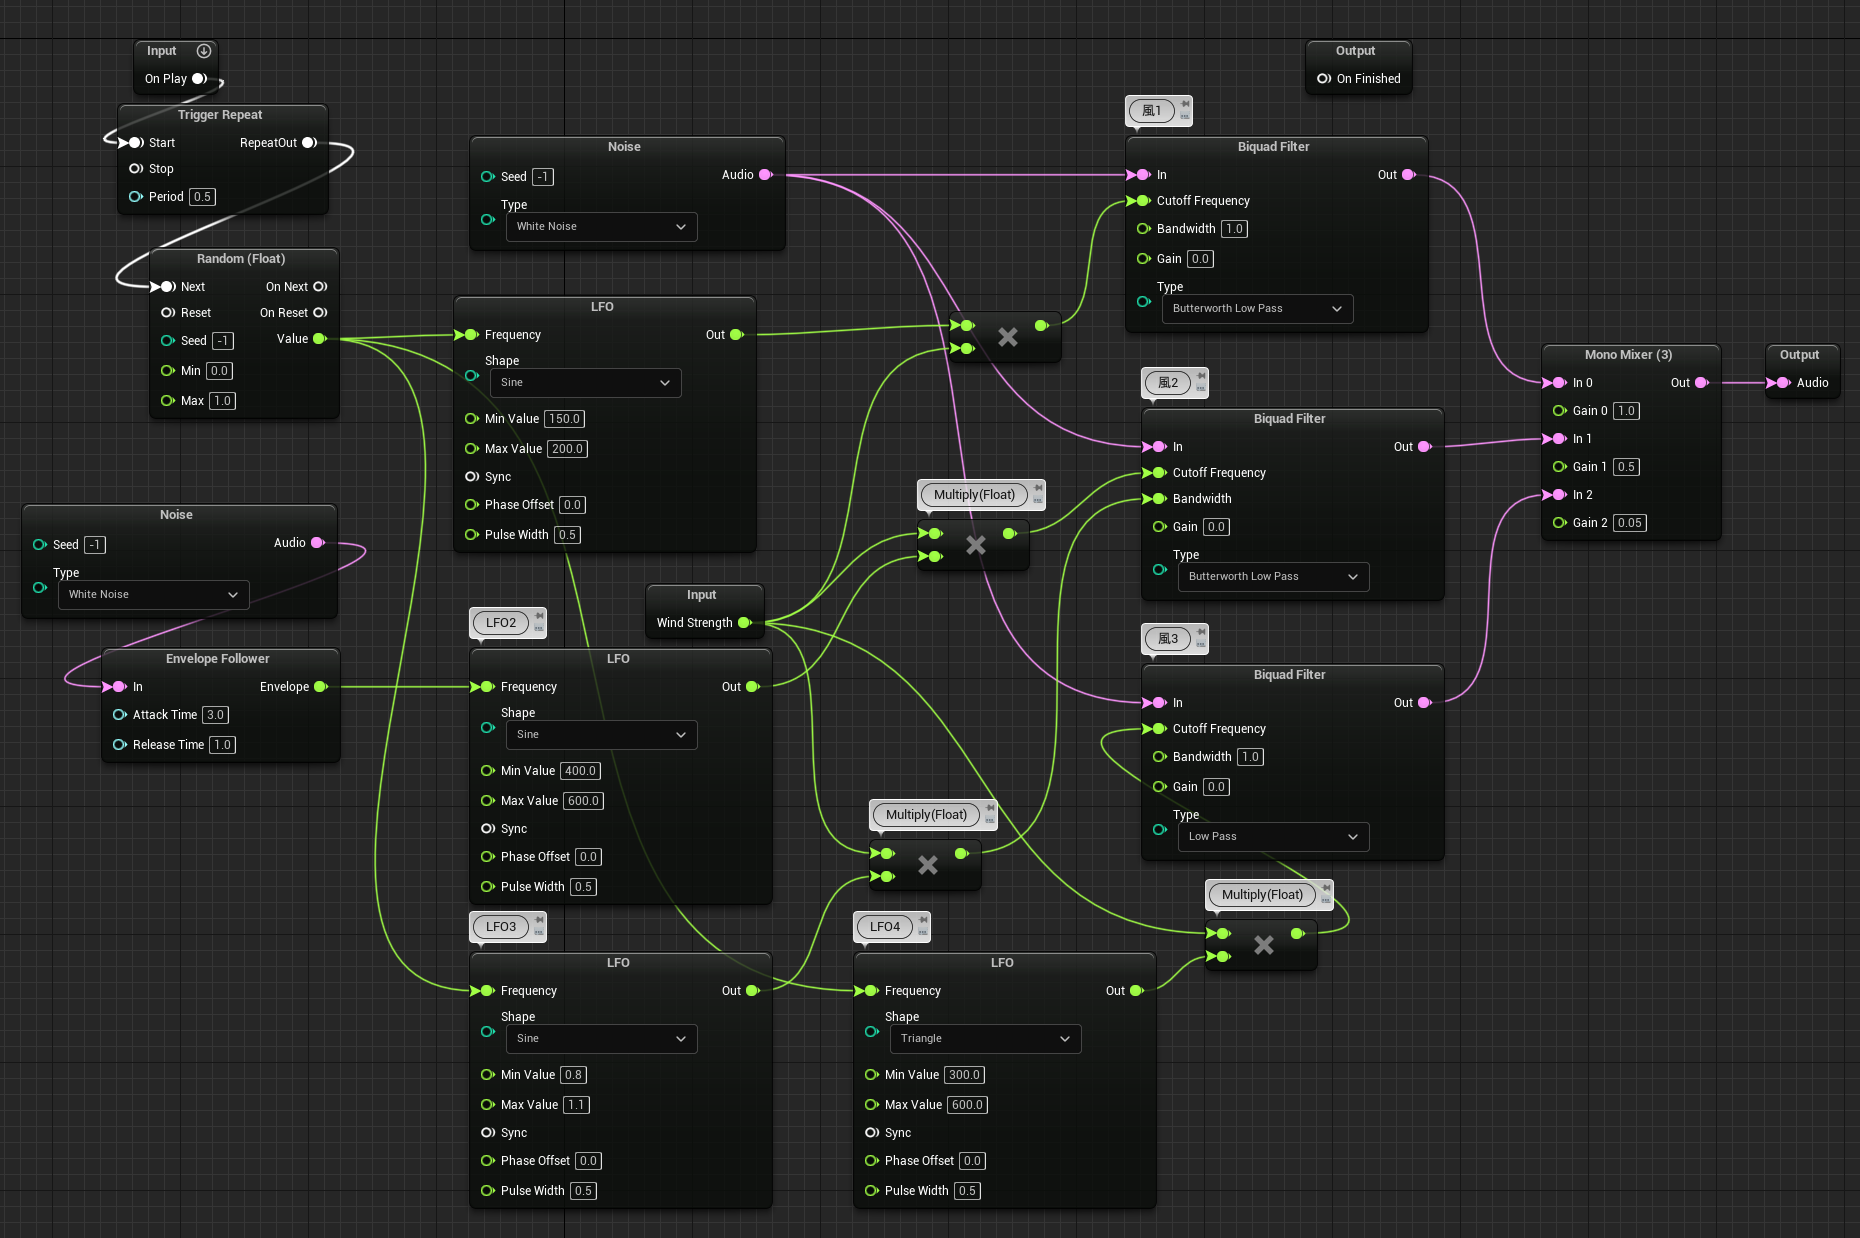 Input
On Play
Trigger Repeat
Start RepeatOut
Stop
Period 0.5
Random (Float)
Next On Next
Reset On Reset
Seed -1 Value
Min 0.0
Max 1.0
Noise
Seed -1 Audio
Type
White Noise
Envelope Follower
In Envelope
Attack Time 3.0
Release Time 1.0
Noise
Seed -1 Audio
Type
White Noise
LFO
Frequency Out
Shape
Sine
Min Value 150.0
Max Value 200.0
Sync
Phase Offset 0.0
Pulse Width 0.5
Input
Wind Strength
LFO2
LFO
Frequency Out
Shape
Sine
Min Value 400.0
Max Value 600.0
Sync
Phase Offset 0.0
Pulse Width 0.5
LFO3
LFO
Frequency Out
Shape
Sine
Min Value 0.8
Max Value 1.1
Sync
Phase Offset 0.0
Pulse Width 0.5
LFO4
LFO
Frequency Out
Shape
Triangle
Min Value 300.0
Max Value 600.0
Sync
Phase Offset 0.0
Pulse Width 0.5
Multiply(Float)
Multiply(Float)
Multiply(Float)
風1
Biquad Filter
In Out
Cutoff Frequency
Bandwidth 1.0
Gain 0.0
Type
Butterworth Low Pass
風2
Biquad Filter
In Out
Cutoff Frequency
Bandwidth
Gain 0.0
Type
Butterworth Low Pass
風3
Biquad Filter
In Out
Cutoff Frequency
Bandwidth 1.0
Gain 0.0
Type
Low Pass
Output
On Finished
Mono Mixer (3)
In 0 Out
Gain 0 1.0
In 1
Gain 1 0.5
In 2
Gain 2 0.05
Output
Audio